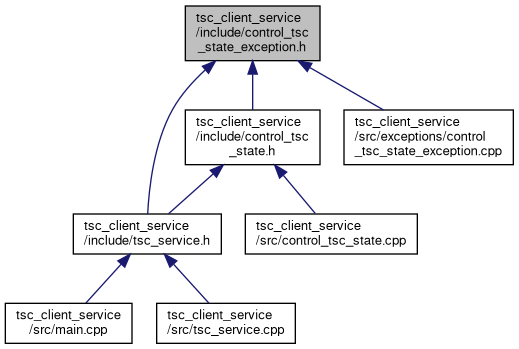 tsc_client_service
/include/control_tsc
_state_exception.h
tsc_client_service
/include/control_tsc
_state.h
tsc_client_service
/src/exceptions/control
_tsc_state_exception.cpp
tsc_client_service
/include/tsc_service.h
tsc_client_service
/src/control_tsc_state.cpp
tsc_client_service
/src/main.cpp
tsc_client_service
/src/tsc_service.cpp